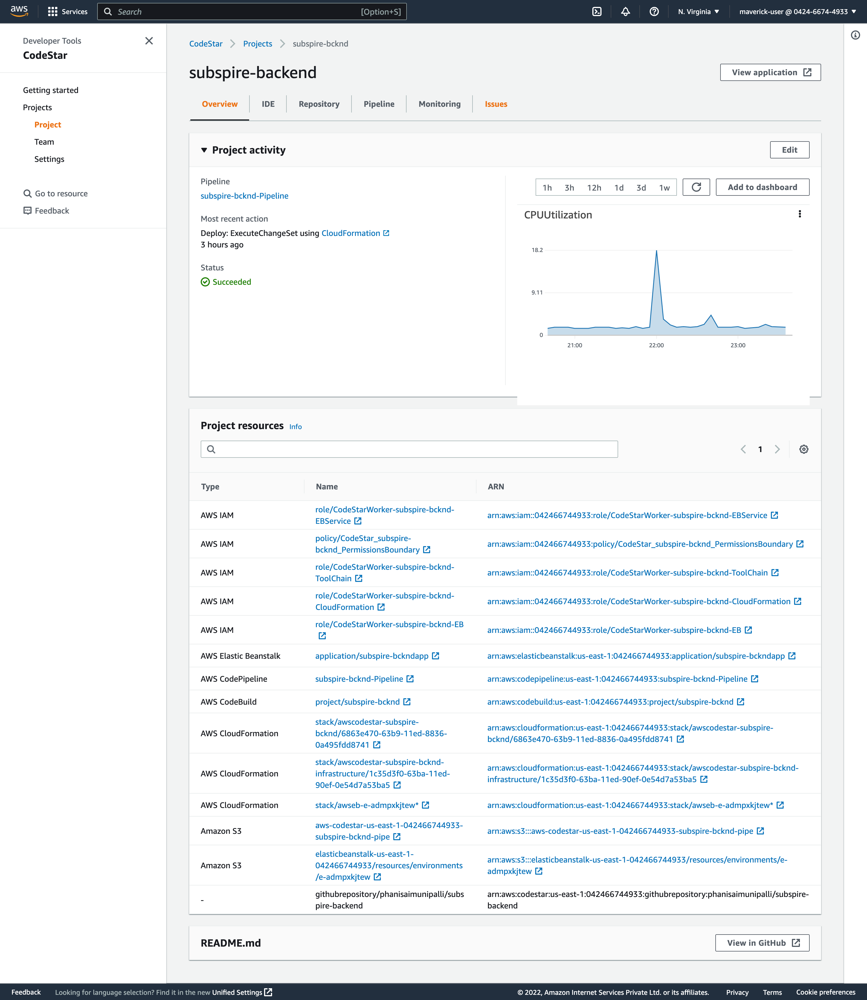 aws
Services
Search [Option+S]
N. Virginia
maverick-user @ 0424-6674-4933
Developer Tools
CodeStar
Getting started
Projects
Project
Team
Settings
Go to resource
Feedback
CodeStar
Projects
subspire-bcknd
subspire-backend
View application
Overview
IDE
Repository
Pipeline
Monitoring
Issues
Project activity
Edit
Pipeline
subspire-bcknd-Pipeline
Most recent action
Deploy: ExecuteChangeSet using CloudFormation
3 hours ago
Status
Succeeded
1h 3h 12h 1d 3d 1w
Add to dashboard
CPUUtilization
18.2
9.11
0
21:00 22:00 23:00
Project resources Info
1
Type Name ARN
AWS IAM
role/CodeStarWorker-subspire-bcknd-
EBService
arn:aws:iam::042466744933:role/CodeStarWorker-subspire-bcknd-EBService
AWS IAM
policy/CodeStar_subspire-
bcknd_PermissionsBoundary
arn:aws:iam::042466744933:policy/CodeStar_subspire-bcknd_PermissionsBoundary
AWS IAM
role/CodeStarWorker-subspire-bcknd-
ToolChain
arn:aws:iam::042466744933:role/CodeStarWorker-subspire-bcknd-ToolChain
AWS IAM
role/CodeStarWorker-subspire-bcknd-
CloudFormation
arn:aws:iam::042466744933:role/CodeStarWorker-subspire-bcknd-CloudFormation
AWS IAM
role/CodeStarWorker-subspire-bcknd-EB
arn:aws:iam::042466744933:role/CodeStarWorker-subspire-bcknd-EB
AWS Elastic Beanstalk
application/subspire-bckndapp
arn:aws:elasticbeanstalk:us-east-1:042466744933:application/subspire-bckndapp
AWS CodePipeline
subspire-bcknd-Pipeline
arn:aws:codepipeline:us-east-1:042466744933:subspire-bcknd-Pipeline
AWS CodeBuild
project/subspire-bcknd
arn:aws:codebuild:us-east-1:042466744933:project/subspire-bcknd
AWS CloudFormation
stack/awscodestar-subspire-
bcknd/6863e470-63b9-11ed-8836-
0a495fdd8741
arn:aws:cloudformation:us-east-1:042466744933:stack/awscodestar-subspire-
bcknd/6863e470-63b9-11ed-8836-0a495fdd8741
AWS CloudFormation
stack/awscodestar-subspire-bcknd-
infrastructure/1c35d3f0-63ba-11ed-
90ef-0e54d7a53ba5
arn:aws:cloudformation:us-east-1:042466744933:stack/awscodestar-subspire-bcknd-
infrastructure/1c35d3f0-63ba-11ed-90ef-0e54d7a53ba5
AWS CloudFormation
stack/awseb-e-admpxkjtew*
arn:aws:cloudformation:us-east-1:042466744933:stack/awseb-e-admpxkjtew*
Amazon S3
aws-codestar-us-east-1-042466744933-
subspire-bcknd-pipe
arn:aws:s3:::aws-codestar-us-east-1-042466744933-subspire-bcknd-pipe
Amazon S3
elasticbeanstalk-us-east-1-
042466744933/resources/environments
/e-admpxkjtew
arn:aws:s3:::elasticbeanstalk-us-east-1-042466744933/resources/environments/e-
admpxkjtew
-
githubrepository/phanisaimunipalli/subs
pire-backend
arn:aws:codestar:us-east-1:042466744933:githubrepository:phanisaimunipalli/subspire-
backend
README.md
View in GitHub
Feedback
Looking for language selection? Find it in the new Unified Settings
© 2022, Amazon Internet Services Private Ltd. or its affiliates.
Privacy
Terms
Cookie preferences